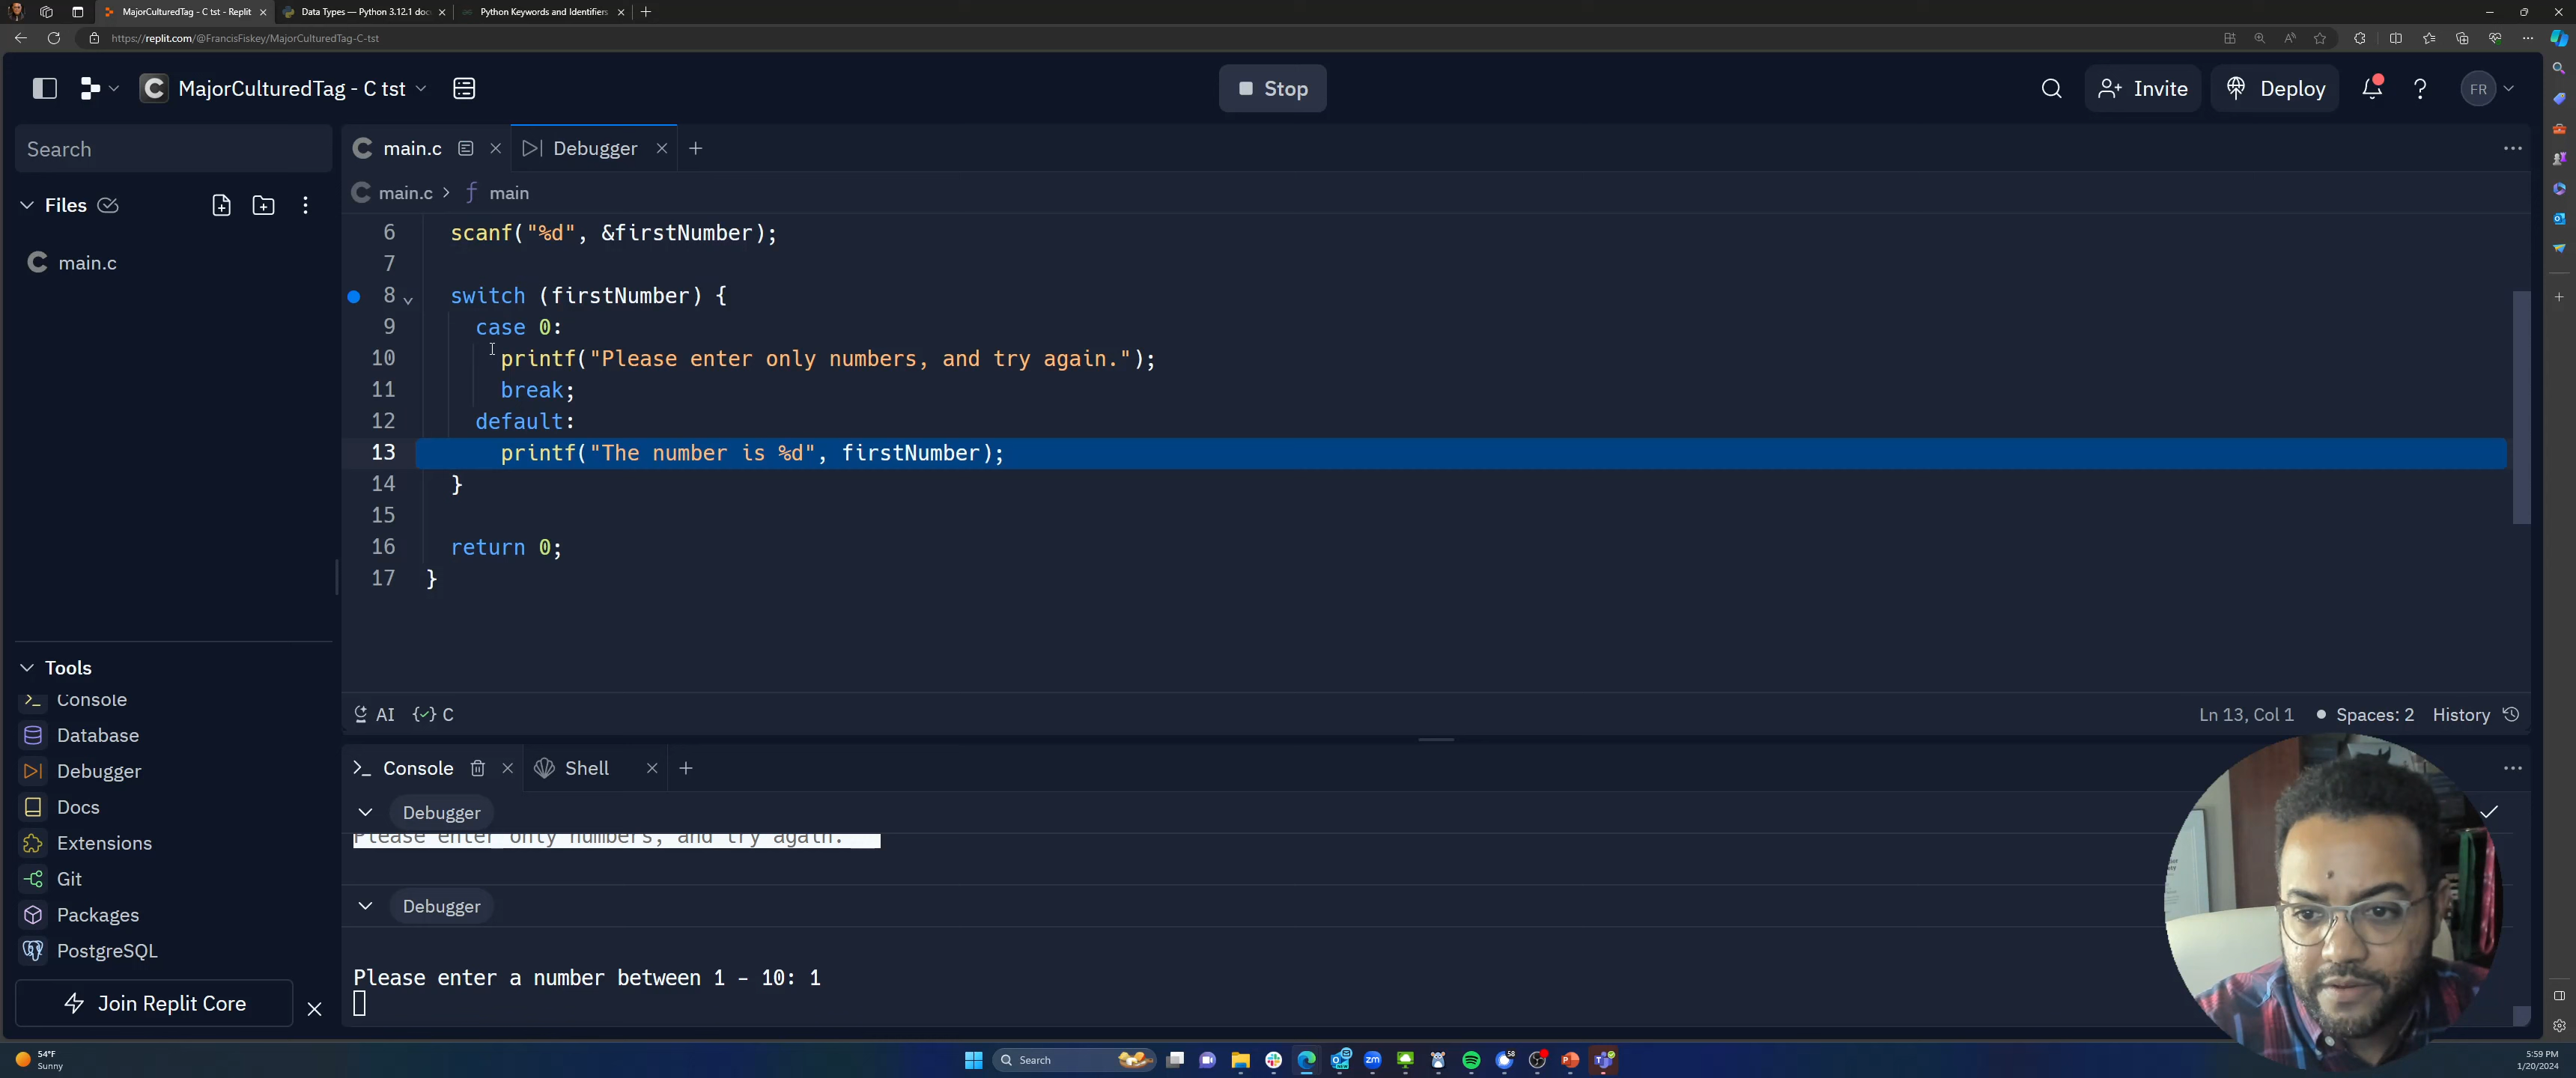 MajorCulturedTag - C tst - Replit
Data Types — Python 3.12.1 doc
Python Keywords and Identifiers
https://replit.com/@FrancisFiskey/MajorCulturedTag-C-tst
MajorCulturedTag - C tst
Stop
Invite
Deploy
FR
Search
main.c
Debugger
Files
main.c > main
main.c
6 scanf("%d", &firstNumber);
7
8 switch (firstNumber) {
9 case 0:
10 printf("Please enter only numbers, and try again.");
11 break;
12 default:
13 printf("The number is %d", firstNumber);
14 }
15
16 return 0;
17 }
Tools
Console
Database
Debugger
Docs
Extensions
Git
Packages
PostgreSQL
Join Replit Core
AI
C
Ln 13, Col 1
Spaces: 2
History
Console
Shell
Debugger
Please enter only numbers, and try again.
Debugger
Please enter a number between 1 - 10: 1
54°F
Sunny
Search
58
5:59 PM
1/20/2024